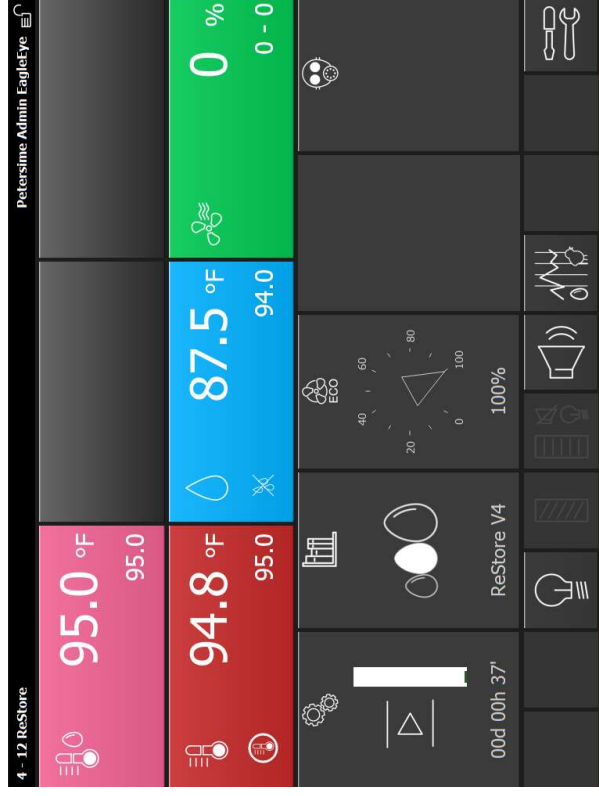 4 - 12 ReStore
Petersime Admin EagleEye
95.0 °F
95.0
94.8 °F
95.0
87.5 °F
94.0
0 %
0 - 0
00d 00h 37'
ReStore V4
ECO
0
20
40
60
80
100
100%